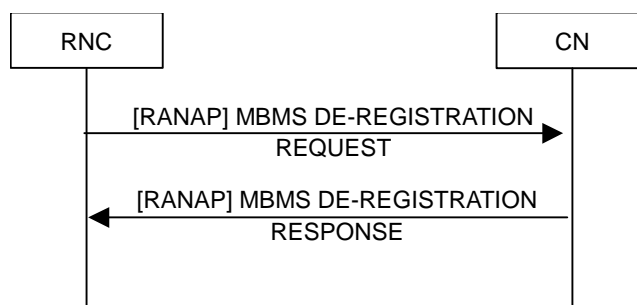 RNC
CN
[RANAP] MBMS DE-REGISTRATION
REQUEST
[RANAP] MBMS DE-REGISTRATION
RESPONSE